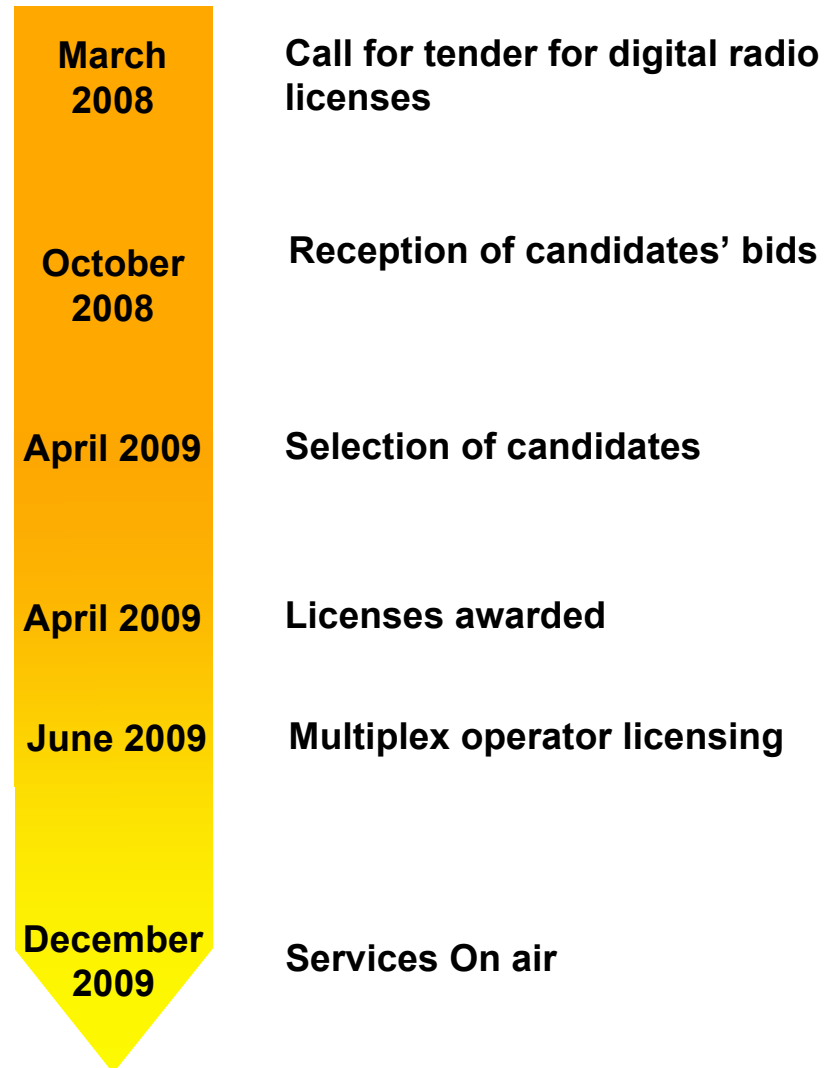 March
2008
Call for tender for digital radio
licenses
October
2008
Reception of candidates’ bids
April 2009
Selection of candidates
April 2009
Licenses awarded
June 2009
Multiplex operator licensing
December
2009
Services On air